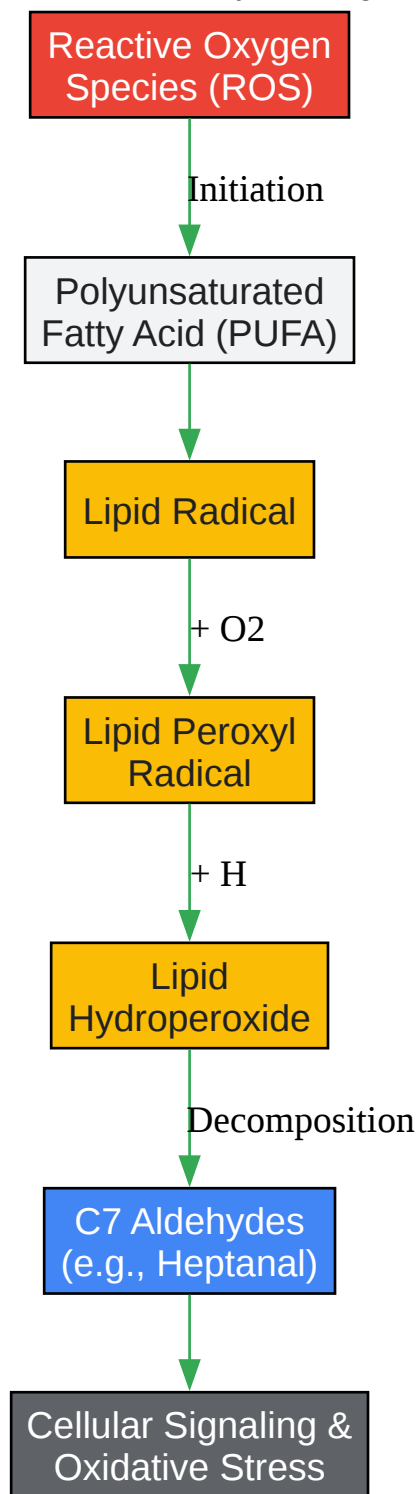 Reactive Oxygen
Species (ROS)
Initiation
Polyunsaturated
Fatty Acid (PUFA)
Lipid Radical
+ O2
Lipid Peroxyl
Radical
+ H
Lipid
Hydroperoxide
Decomposition
C7 Aldehydes
(e.g., Heptanal)
Cellular Signaling &
Oxidative Stress